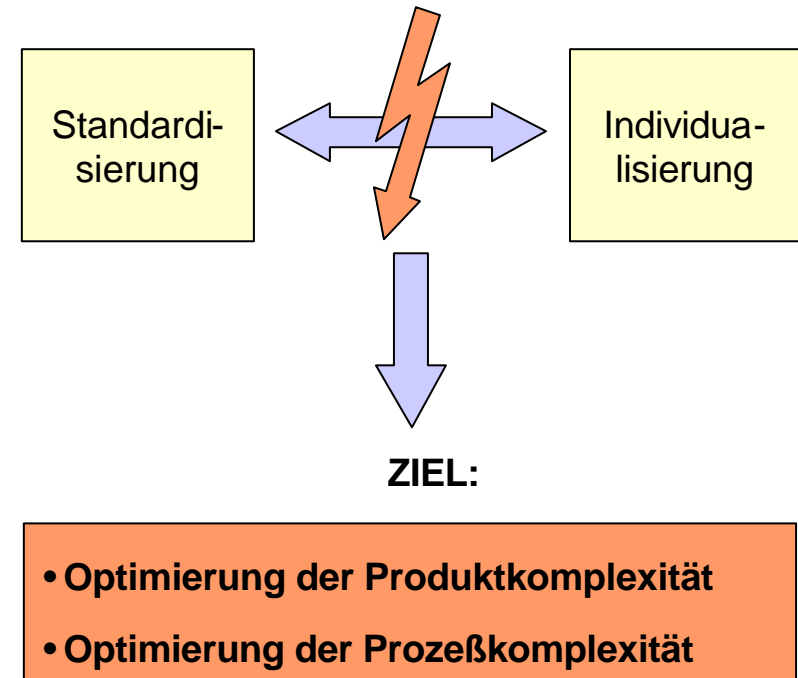 Standardi-
sierung
Individua-
lisierung
ZIEL:
• Optimierung der Produktkomplexität
• Optimierung der Prozeßkomplexität